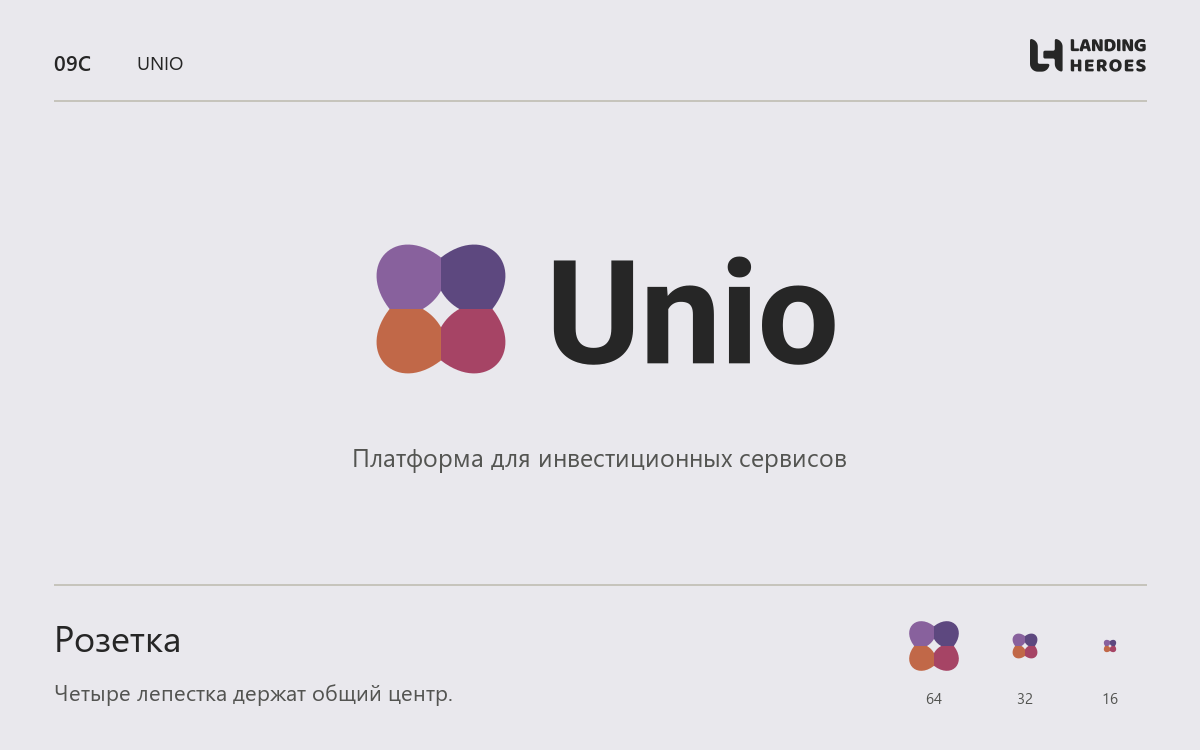 09C
UNIO
LANDING
HEROES
Unio
Платформа для инвестиционных сервисов
Розетка
Четыре лепестка держат общий центр.
64
32
16